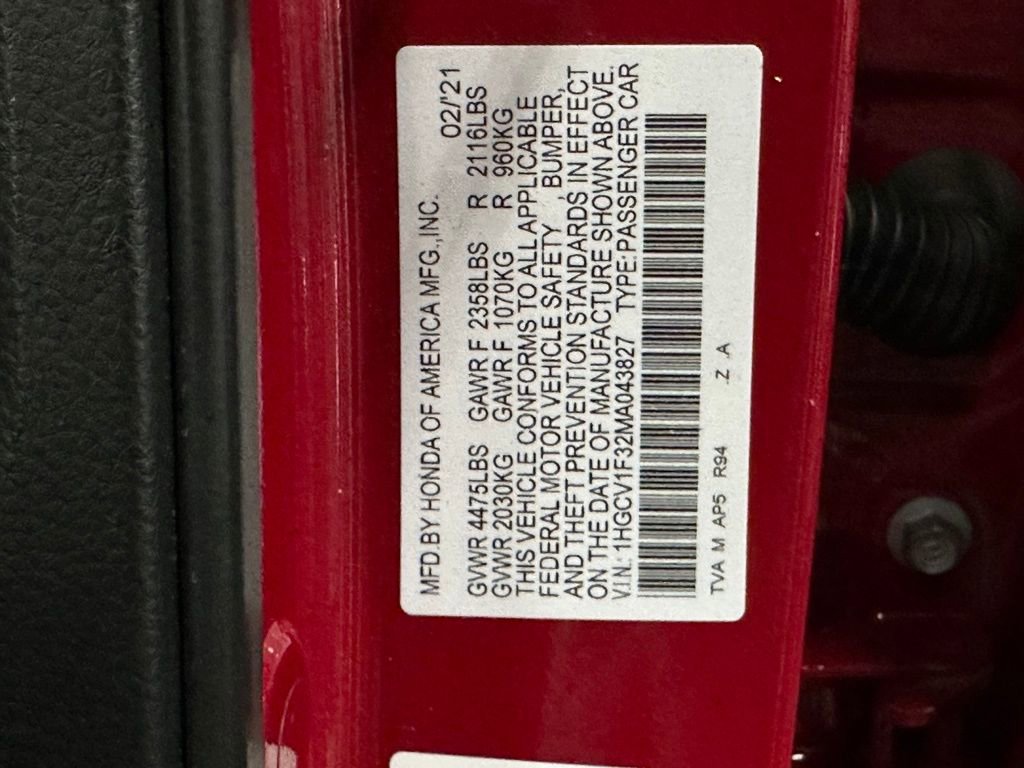 MFD.BY HONDA OF AMERICA MFG.,INC. 02/'21
GVWR 4475LBS GAWR F 2358LBS R 2116LBS
GVWR 2030KG GAWR F 1070KG R 960KG
THIS VEHICLE CONFORMS TO ALL APPLICABLE
FEDERAL MOTOR VEHICLE SAFETY , BUMPER,
AND THEFT PREVENTION STANDARDS IN EFFECT
ON THE DATE OF MANUFACTURE SHOWN ABOVE.
V.I.N.: 1HGCV1F32MA043827 TYPE:PASSENGER CAR
TVA M AP5 R94 .Z .A